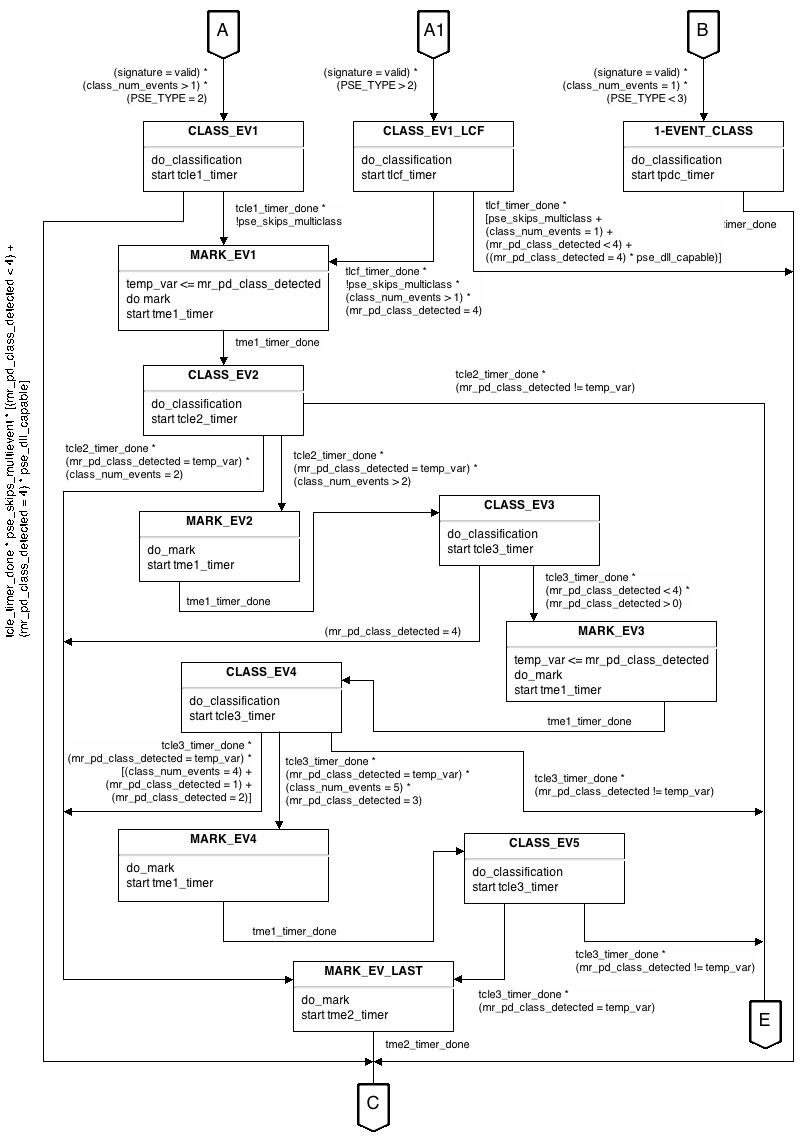 A
A1
B
(signature = valid) *
(class_num_events > 1) *
(PSE_TYPE = 2)
(signature = valid) *
(PSE_TYPE > 2)
(signature = valid) *
(class_num_events = 1) *
(PSE_TYPE < 3)
CLASS_EV1
do_classification
start tcle1_timer
CLASS_EV1_LCF
do_classification
start tlcf_timer
1-EVENT_CLASS
do_classification
start tpdc_timer
tcle1_timer_done *
!pse_skips_multiclass
tlcf_timer_done *
[pse_skips_multiclass +
(class_num_events = 1) +
(mr_pd_class_detected < 4) +
((mr_pd_class_detected = 4) * pse_dll_capable)]
timer_done
tcle_timer_done * pse_skips_multievent * [(mr_pd_class_detected < 4) +
(mr_pd_class_detected = 4) * pse_dll_capable]
MARK_EV1
temp_var <= mr_pd_class_detected
do mark
start tme1_timer
tlcf_timer_done *
!pse_skips_multiclass *
(class_num_events > 1) *
(mr_pd_class_detected = 4)
tme1_timer_done
CLASS_EV2
do_classification
start tcle2_timer
tcle2_timer_done *
(mr_pd_class_detected != temp_var)
tcle2_timer_done *
(mr_pd_class_detected = temp_var) *
(class_num_events = 2)
tcle2_timer_done *
(mr_pd_class_detected = temp_var) *
(class_num_events > 2)
MARK_EV2
do_mark
start tme1_timer
CLASS_EV3
do_classification
start tcle3_timer
tme1_timer_done
tcle3_timer_done *
(mr_pd_class_detected < 4) *
(mr_pd_class_detected > 0)
(mr_pd_class_detected = 4)
MARK_EV3
temp_var <= mr_pd_class_detected
do_mark
start tme1_timer
CLASS_EV4
do_classification
start tcle3_timer
tme1_timer_done
tcle3_timer_done *
(mr_pd_class_detected = temp_var) *
[(class_num_events = 4) +
(mr_pd_class_detected = 1) +
(mr_pd_class_detected = 2)]
tcle3_timer_done *
(mr_pd_class_detected = temp_var) *
(class_num_events = 5) *
(mr_pd_class_detected = 3)
tcle3_timer_done *
(mr_pd_class_detected != temp_var)
MARK_EV4
do_mark
start tme1_timer
CLASS_EV5
do_classification
start tcle3_timer
tme1_timer_done
tcle3_timer_done *
(mr_pd_class_detected != temp_var)
MARK_EV_LAST
do_mark
start tme2_timer
tcle3_timer_done *
(mr_pd_class_detected = temp_var)
E
tme2_timer_done
C